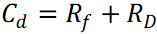 C_d = R_f + R_D